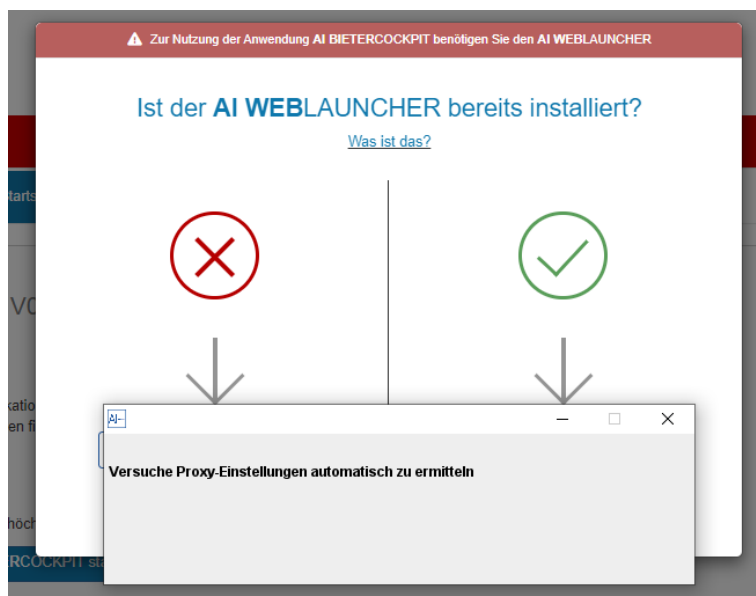 Zur Nutzung der Anwendung AI BIETERCOCKPIT benötigen Sie den AI WEBLAUNCHER
Ist der AI WEBLAUNCHER bereits installiert?
Was ist das?
AI
Versuche Proxy-Einstellungen automatisch zu ermitteln